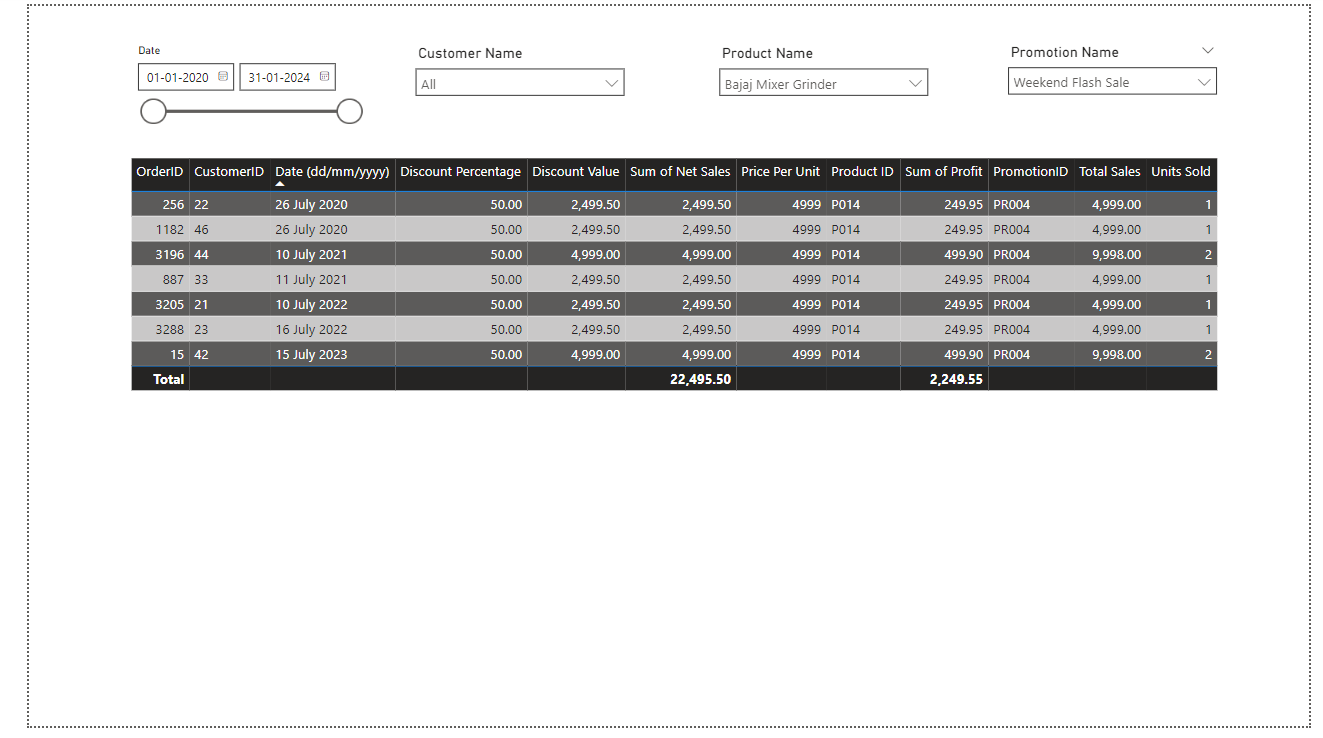 Date
01-01-2020 31-01-2024
Customer Name
All
Product Name
Bajaj Mixer Grinder
Promotion Name
Weekend Flash Sale
OrderID CustomerID Date (dd/mm/yyyy) Discount Percentage Discount Value Sum of Net Sales Price Per Unit Product ID Sum of Profit PromotionID Total Sales Units Sold
256 22 26 July 2020 50.00 2,499.50 2,499.50 4999 P014 249.95 PR004 4,999.00 1
1182 46 26 July 2020 50.00 2,499.50 2,499.50 4999 P014 249.95 PR004 4,999.00 1
3196 44 10 July 2021 50.00 4,999.00 4,999.00 4999 P014 499.90 PR004 9,998.00 2
887 33 11 July 2021 50.00 2,499.50 2,499.50 4999 P014 249.95 PR004 4,999.00 1
3205 21 10 July 2022 50.00 2,499.50 2,499.50 4999 P014 249.95 PR004 4,999.00 1
3288 23 16 July 2022 50.00 2,499.50 2,499.50 4999 P014 249.95 PR004 4,999.00 1
15 42 15 July 2023 50.00 4,999.00 4,999.00 4999 P014 499.90 PR004 9,998.00 2
Total 22,495.50 2,249.55